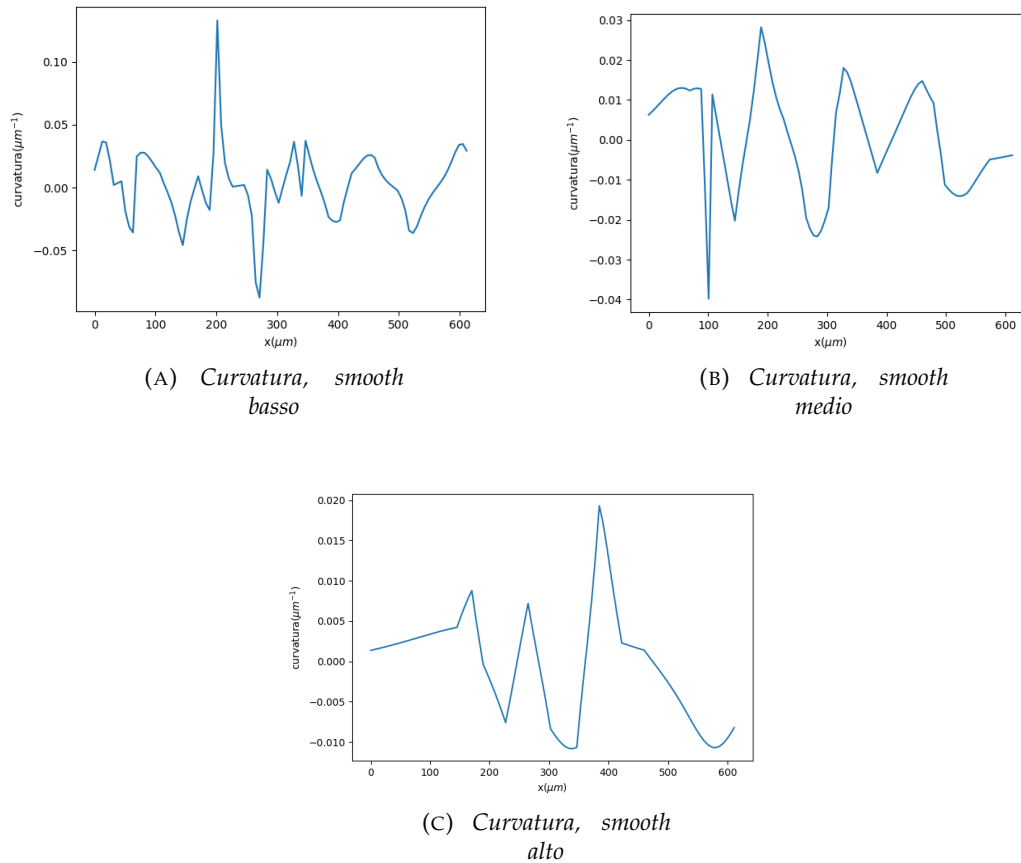 0.10
0.05
0.00
−0.05
curvatura(μm⁻¹)
0 100 200 300 400 500 600
x(μm)
(A) Curvatura, smooth
basso
0.03
0.02
0.01
0.00
−0.01
−0.02
−0.03
−0.04
curvatura(μm⁻¹)
0 100 200 300 400 500 600
x(μm)
(B) Curvatura, smooth
medio
0.020
0.015
0.010
0.005
0.000
−0.005
−0.010
curvatura(μm⁻¹)
0 100 200 300 400 500 600
x(μm)
(C) Curvatura, smooth
alto